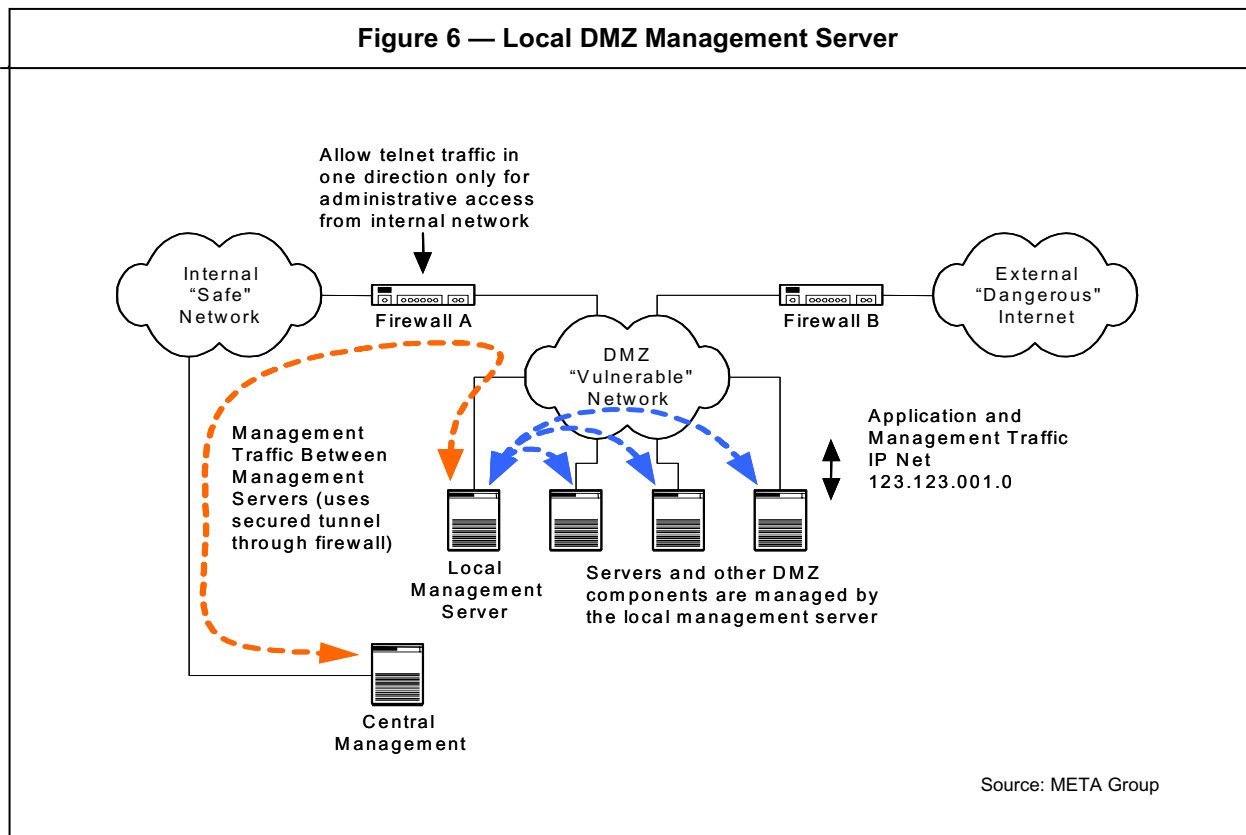 Figure 6 — Local DMZ Management Server
Allow telnet traffic in
one direction only for
administrative access
from internal network
Internal
“Safe"
Network
Firewall A
Firewall B
External
“Dangerous"
Internet
DMZ
“Vulnerable"
Network
Management
Traffic Between
Management
Servers (uses
secured tunnel
through firewall)
Application and
Management Traffic
IP Net
123.123.001.0
Local
Management
Server
Servers and other DMZ
components are managed by
the local management server
Central
Management
Source: META Group